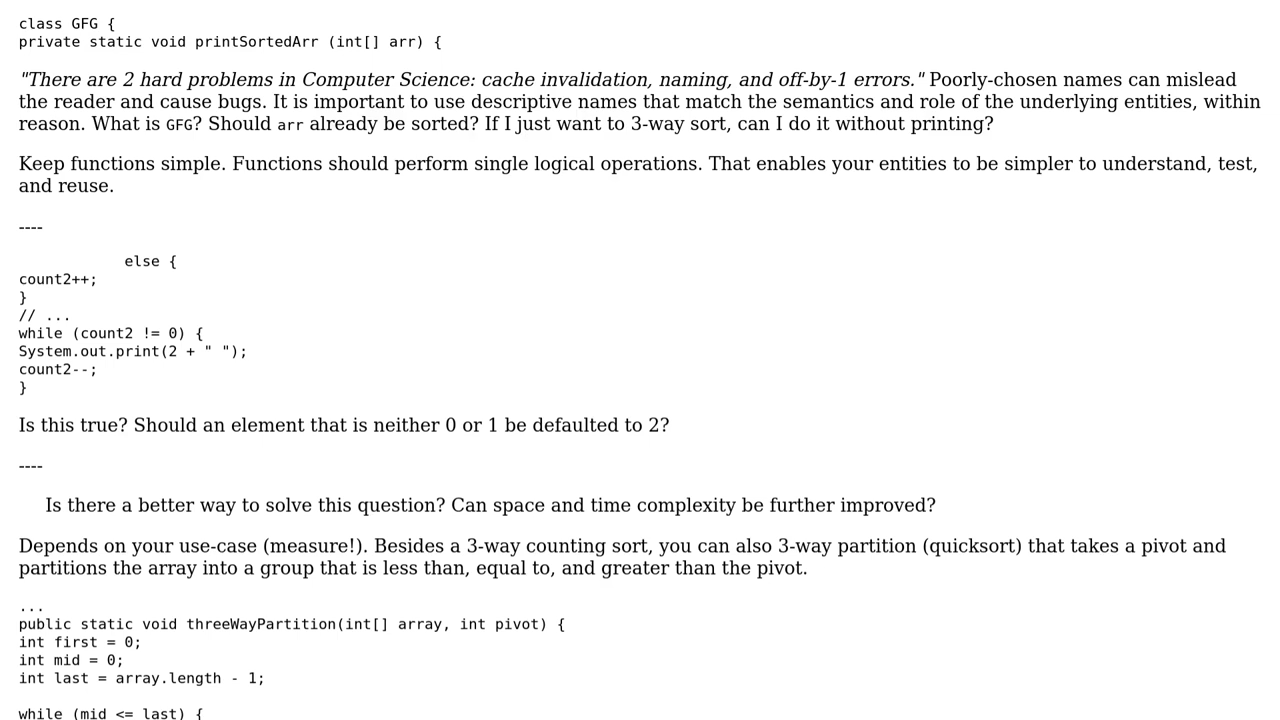 class GFG {
private static void printSortedArr (int[] arr) {
"There are 2 hard problems in Computer Science: cache invalidation, naming, and off-by-1 errors." Poorly-chosen names can mislead
the reader and cause bugs. It is important to use descriptive names that match the semantics and role of the underlying entities, within
reason. What is GFG? Should arr already be sorted? If I just want to 3-way sort, can I do it without printing?
Keep functions simple. Functions should perform single logical operations. That enables your entities to be simpler to understand, test,
and reuse.
----
else {
count2++;
}
// ...
while (count2 != 0) {
System.out.print(2 + " ");
count2--;
}
Is this true? Should an element that is neither 0 or 1 be defaulted to 2?
----
Is there a better way to solve this question? Can space and time complexity be further improved?
Depends on your use-case (measure!). Besides a 3-way counting sort, you can also 3-way partition (quicksort) that takes a pivot and
partitions the array into a group that is less than, equal to, and greater than the pivot.
...
public static void threeWayPartition(int[] array, int pivot) {
int first = 0;
int mid = 0;
int last = array.length - 1;
while (mid <= last) {